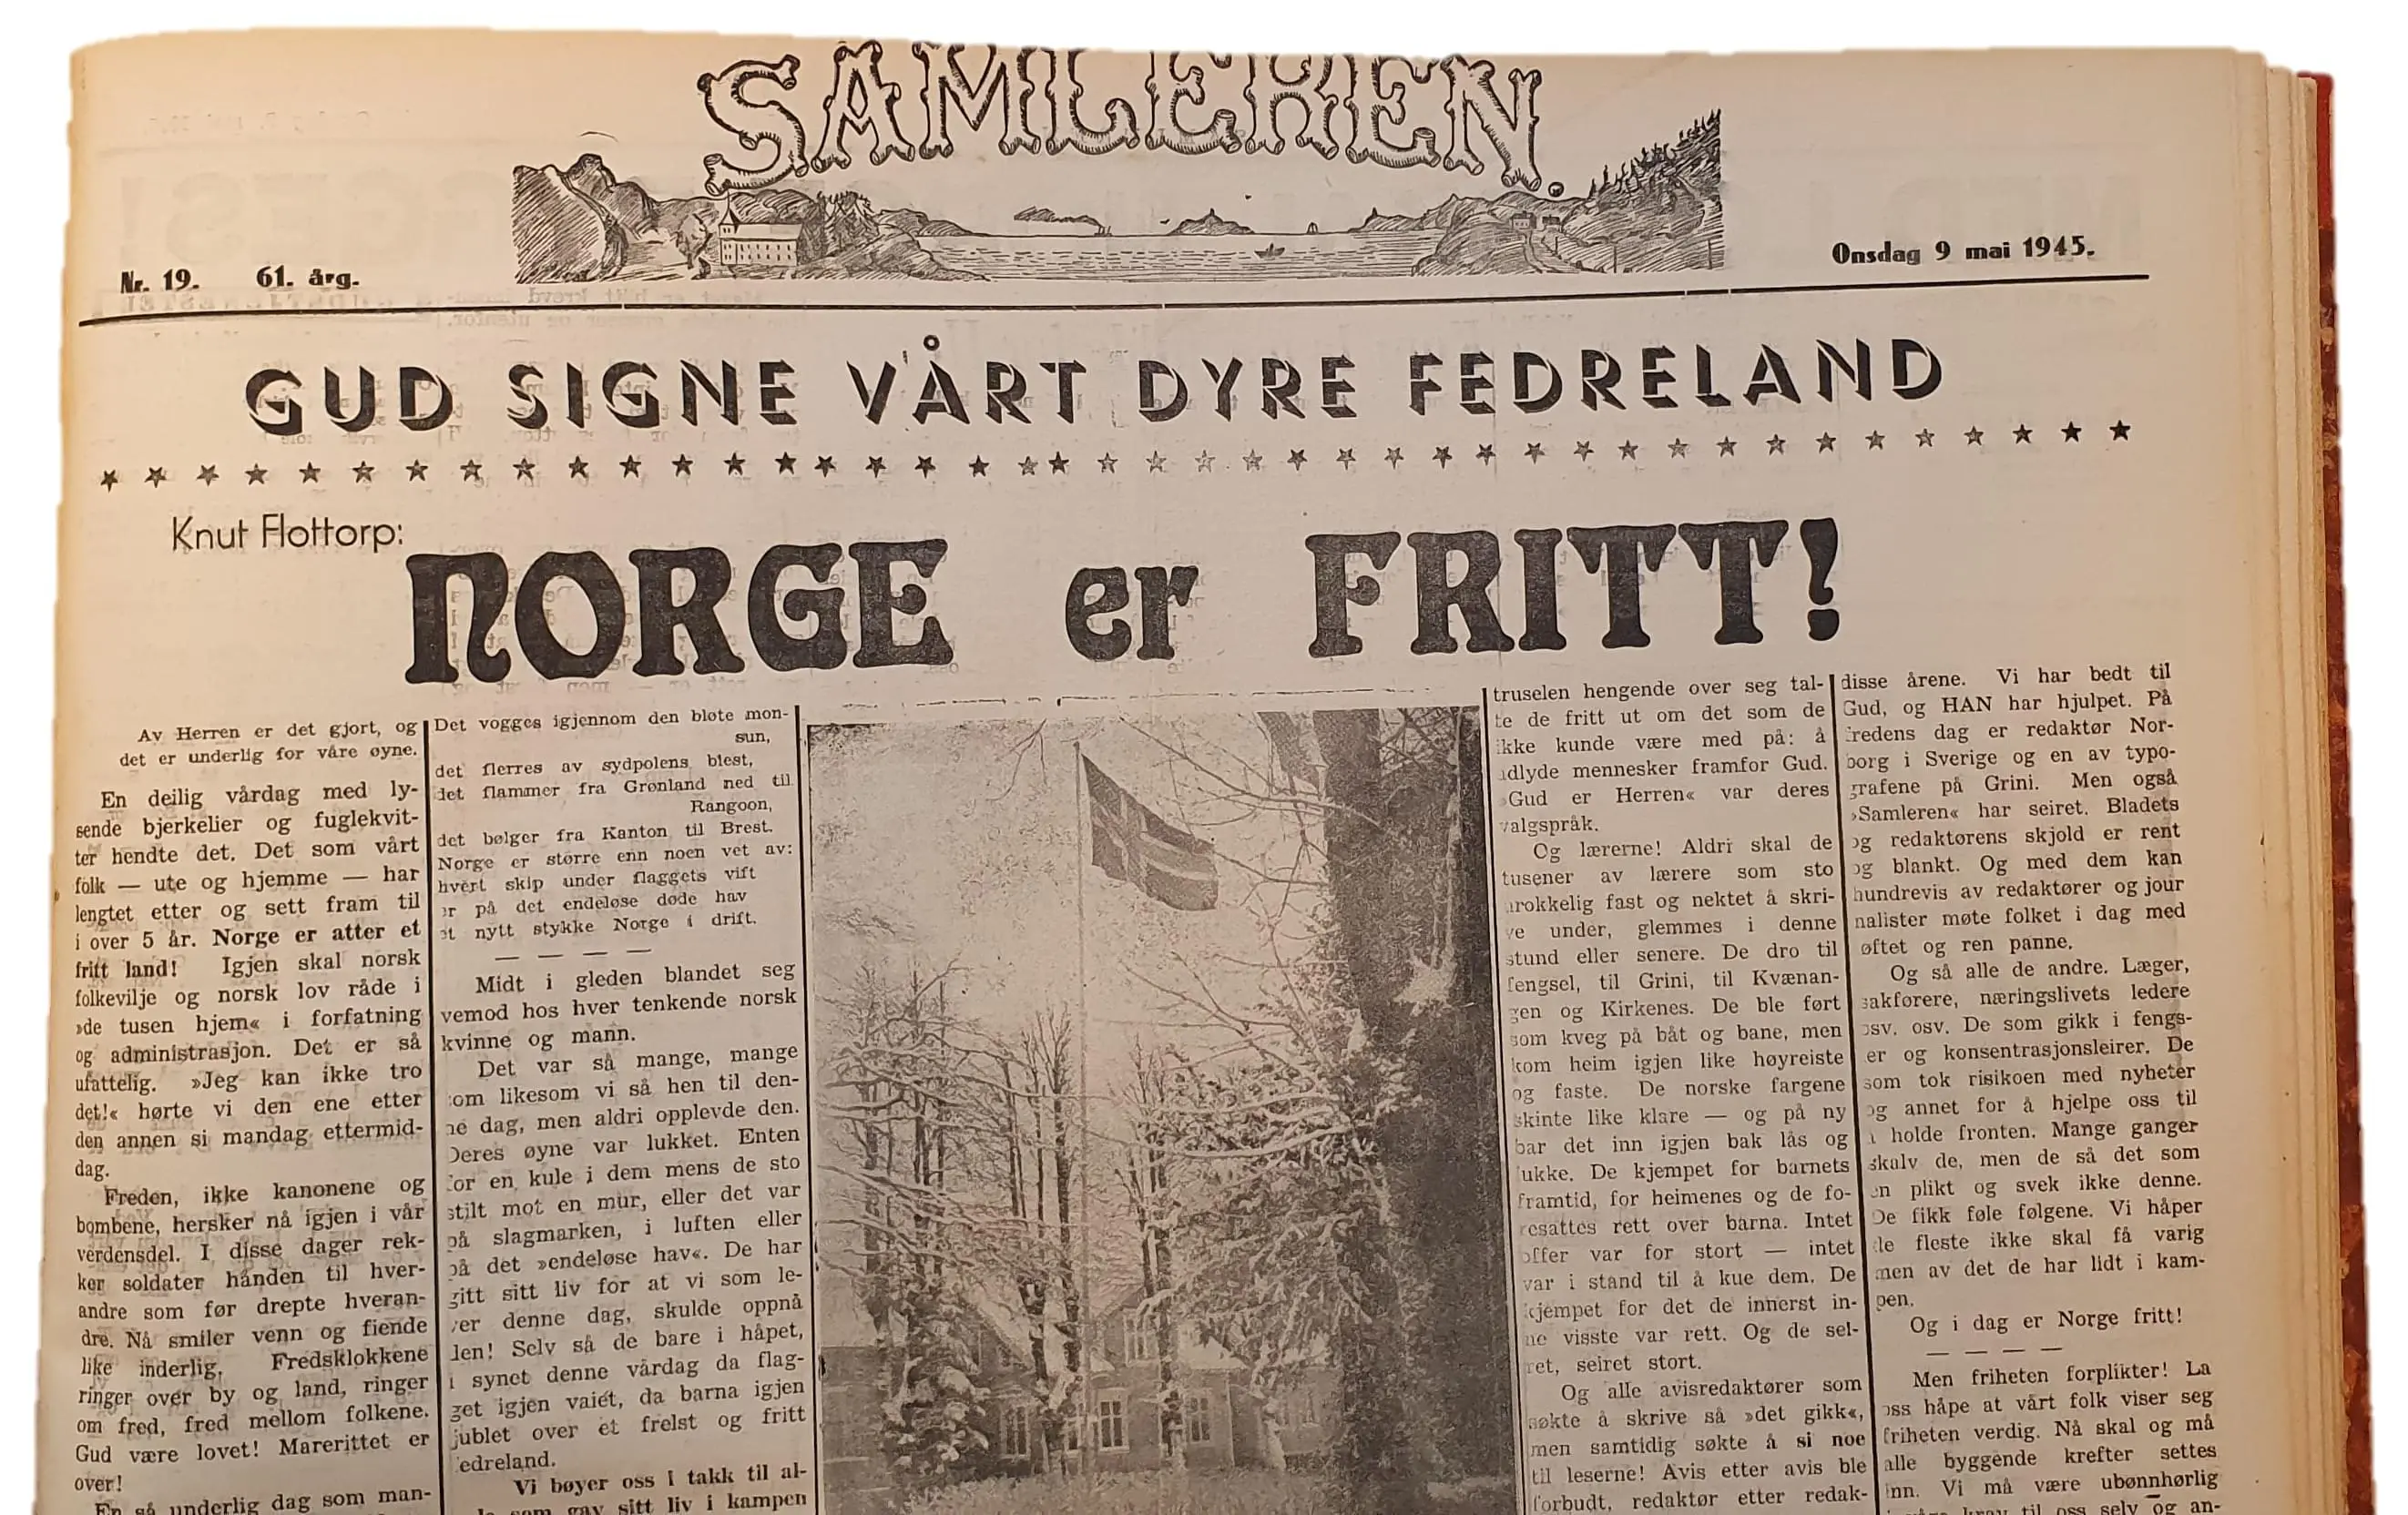 SAMLEREN.
Nr. 19. 61. årg.
Onsdag 9 mai 1945.
GUD SIGNE VÅRT DYRE FEDRELAND
Knut Flottorp:
NORGE er FRITT!
Av Herren er det gjort, og
det er underlig for våre øyne.
En deilig vårdag med ly-
sende bjerkelier og fuglekvit-
ter hendte det. Det som vårt
folk — ute og hjemme — har
lengtet etter og sett fram til
i over 5 år. Norge er atter et
fritt land! Igjen skal norsk
folkevilje og norsk lov råde i
»de tusen hjem« i forfatning
og administrasjon. Det er så
ufattelig. »Jeg kan ikke tro
det!« hørte vi den ene etter
den annen si mandag ettermid-
dag.
Freden, ikke kanonene og
bombene, hersker nå igjen i vår
verdensdel. I disse dager rek-
ker soldater hånden til hver-
andre som før drepte hveran-
dre. Nå smiler venn og fiende
like inderlig. Fredsklokkene
ringer over by og land, ringer
om fred, fred mellom folkene.
Gud være lovet! Marerittet er
over!
En så underlig dag som man-
Det vogges igjennom den bløte mon-
sun,
det flerres av sydpolens blest,
det flammer fra Grønland ned til
Rangoon,
det bølger fra Kanton til Brest.
Norge er større enn noen vet av:
hvert skip under flaggets vift
er på det endeløse døde hav
et nytt stykke Norge i drift.
— — — —
Midt i gleden blandet seg
vemod hos hver tenkende norsk
kvinne og mann.
Det var så mange, mange
som likesom vi så hen til den-
ne dag, men aldri opplevde den.
Deres øyne var lukket. Enten
for en kule i dem mens de sto
stilt mot en mur, eller det var
på slagmarken, i luften eller
på det »endeløse hav«. De har
gitt sitt liv for at vi som le-
ver denne dag, skulde oppnå
den! Selv så de bare i håpet,
i synet denne vårdag da flag-
get igjen vaiet, da barna igjen
jublet over et frelst og fritt
fedreland.
Vi bøyer oss i takk til al-
le som gav sitt liv i kampen
truselen hengende over seg tal-
te de fritt ut om det som de
ikke kunde være med på: å
adlyde mennesker framfor Gud.
»Gud er Herren« var deres
valgspråk.
Og lærerne! Aldri skal de
tusener av lærere som sto
urokkelig fast og nektet å skri-
ve under, glemmes i denne
stund eller senere. De dro til
fengsel, til Grini, til Kvænan-
gen og Kirkenes. De ble ført
som kveg på båt og bane, men
kom heim igjen like høyreiste
og faste. De norske fargene
skinte like klare — og på ny
bar det inn igjen bak lås og
lukke. De kjempet for barnets
framtid, for heimenes og de fo-
resattes rett over barna. Intet
offer var for stort — intet
var i stand til å kue dem. De
kjempet for det de innerst in-
ne visste var rett. Og de sei-
ret, seiret stort.
Og alle avisredaktører som
søkte å skrive så »det gikk«,
men samtidig søkte å si noe
til leserne! Avis etter avis ble
forbudt, redaktør etter redak-
disse årene. Vi har bedt til
Gud, og HAN har hjulpet. På
fredens dag er redaktør Nor-
borg i Sverige og en av typo-
grafene på Grini. Men også
»Samleren« har seiret. Bladets
og redaktørens skjold er rent
og blankt. Og med dem kan
hundrevis av redaktører og jour
nalister møte folket i dag med
løftet og ren panne.
Og så alle de andre. Læger,
sakførere, næringslivets ledere
osv. osv. De som gikk i fengs-
ler og konsentrasjonsleirer. De
som tok risikoen med nyheter
og annet for å hjelpe oss til
å holde fronten. Mange ganger
skalv de, men de så det som
en plikt og svek ikke denne.
De fikk føle følgene. Vi håper
de fleste ikke skal få varig
men av det de har lidt i kam-
pen.
Og i dag er Norge fritt!
— — — —
Men friheten forplikter! La
oss håpe at vårt folk viser seg
friheten verdig. Nå skal og må
alle byggende krefter settes
inn. Vi må være ubønnhørlig
krav til oss selv og an-